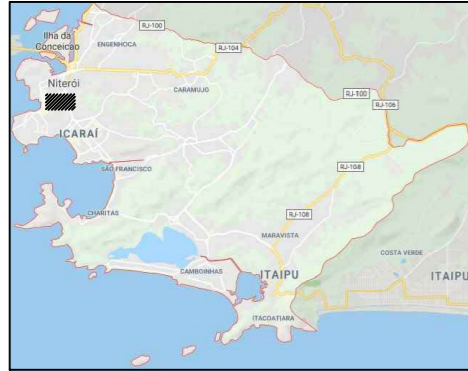 RJ-100
Ilha da
Conceicao
ENGENHOCA
RJ-104
Niterói
CARAMUJO
RJ-100
RJ-106
ICARAÍ
SÃO FRANCISCO
RJ-108
CHARITAS
RJ-108
MARAVISTA
COSTA VERDE
CAMBOINHAS
ITAIPU
ITAIPU
ITACOATIARA